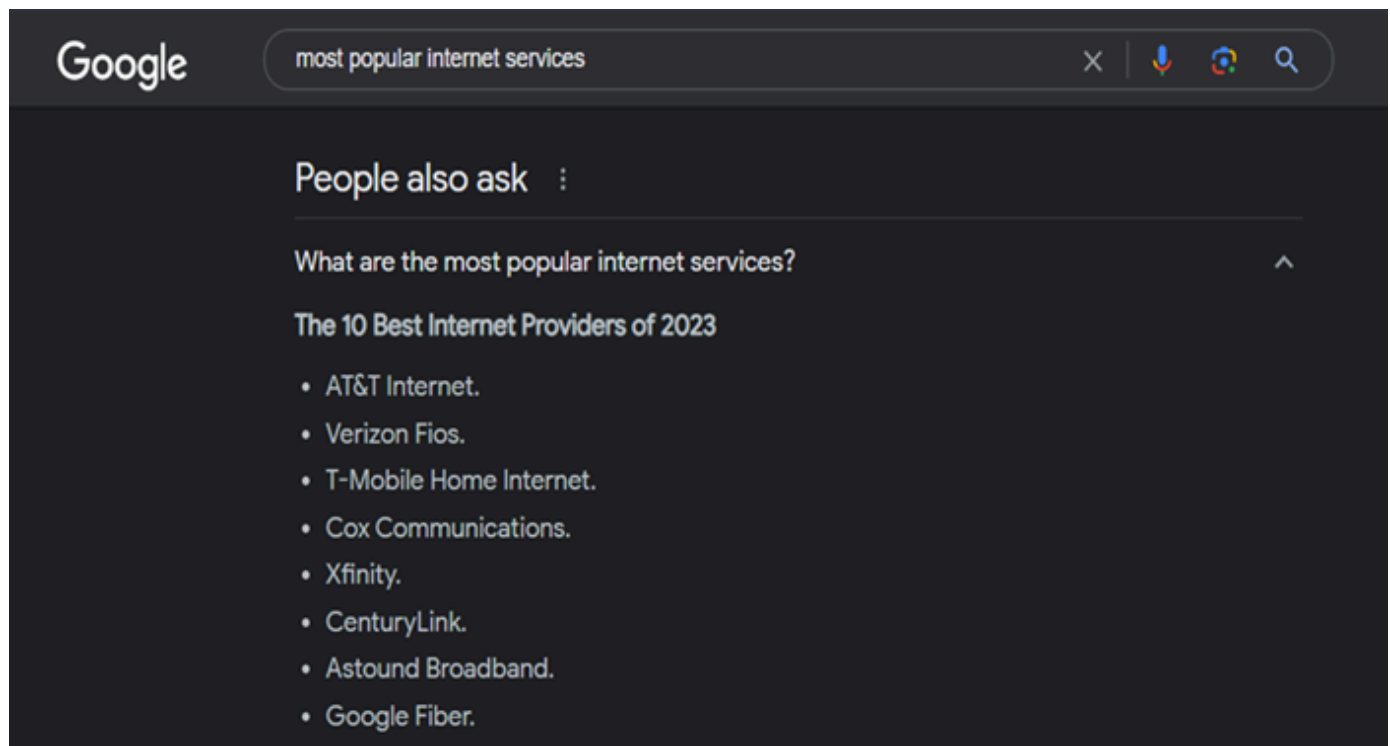 Google
most popular internet services
People also ask
What are the most popular internet services?
The 10 Best Internet Providers of 2023
• AT&T Internet.
• Verizon Fios.
• T-Mobile Home Internet.
• Cox Communications.
• Xfinity.
• CenturyLink.
• Astound Broadband.
• Google Fiber.